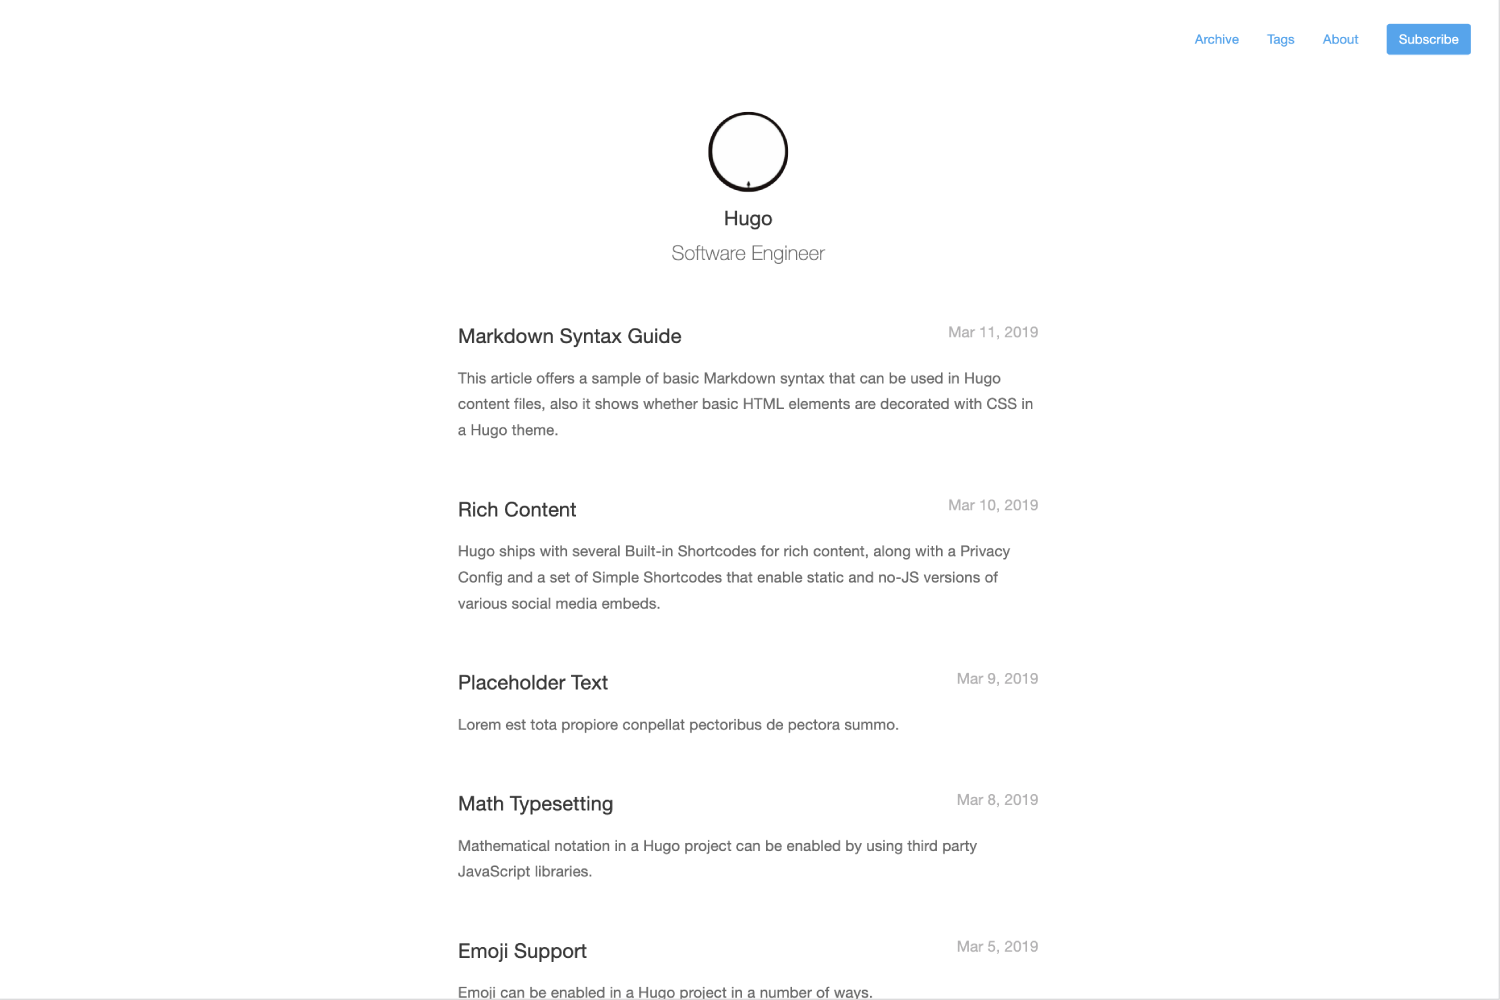 Archive Tags About Subscribe
Hugo
Software Engineer
Markdown Syntax Guide Mar 11, 2019
This article offers a sample of basic Markdown syntax that can be used in Hugo
content files, also it shows whether basic HTML elements are decorated with CSS in
a Hugo theme.
Rich Content Mar 10, 2019
Hugo ships with several Built-in Shortcodes for rich content, along with a Privacy
Config and a set of Simple Shortcodes that enable static and no-JS versions of
various social media embeds.
Placeholder Text Mar 9, 2019
Lorem est tota propiore conpellat pectoribus de pectora summo.
Math Typesetting Mar 8, 2019
Mathematical notation in a Hugo project can be enabled by using third party
JavaScript libraries.
Emoji Support Mar 5, 2019
Emoji can be enabled in a Hugo project in a number of ways.